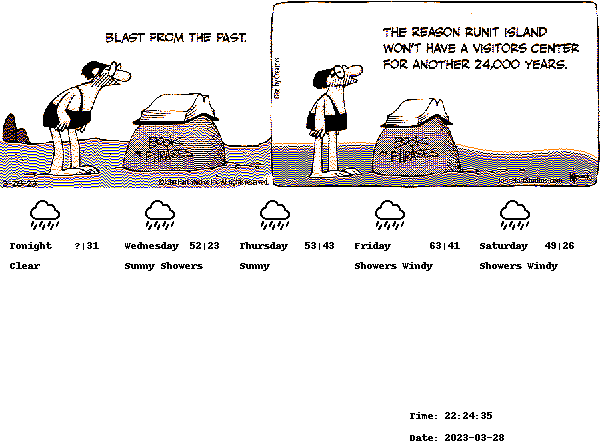 BLAST FROM THE PAST.
THE REASON RUNIT ISLAND
WON'T HAVE A VISITORS CENTER
FOR ANOTHER 24,000 YEARS.
Tonight ?|31
Clear
Wednesday 52|23
Sunny Showers
Thursday 53|43
Sunny
Friday 63|41
Showers Windy
Saturday 49|26
Showers Windy
Time: 22:24:35
Date: 2023-03-28